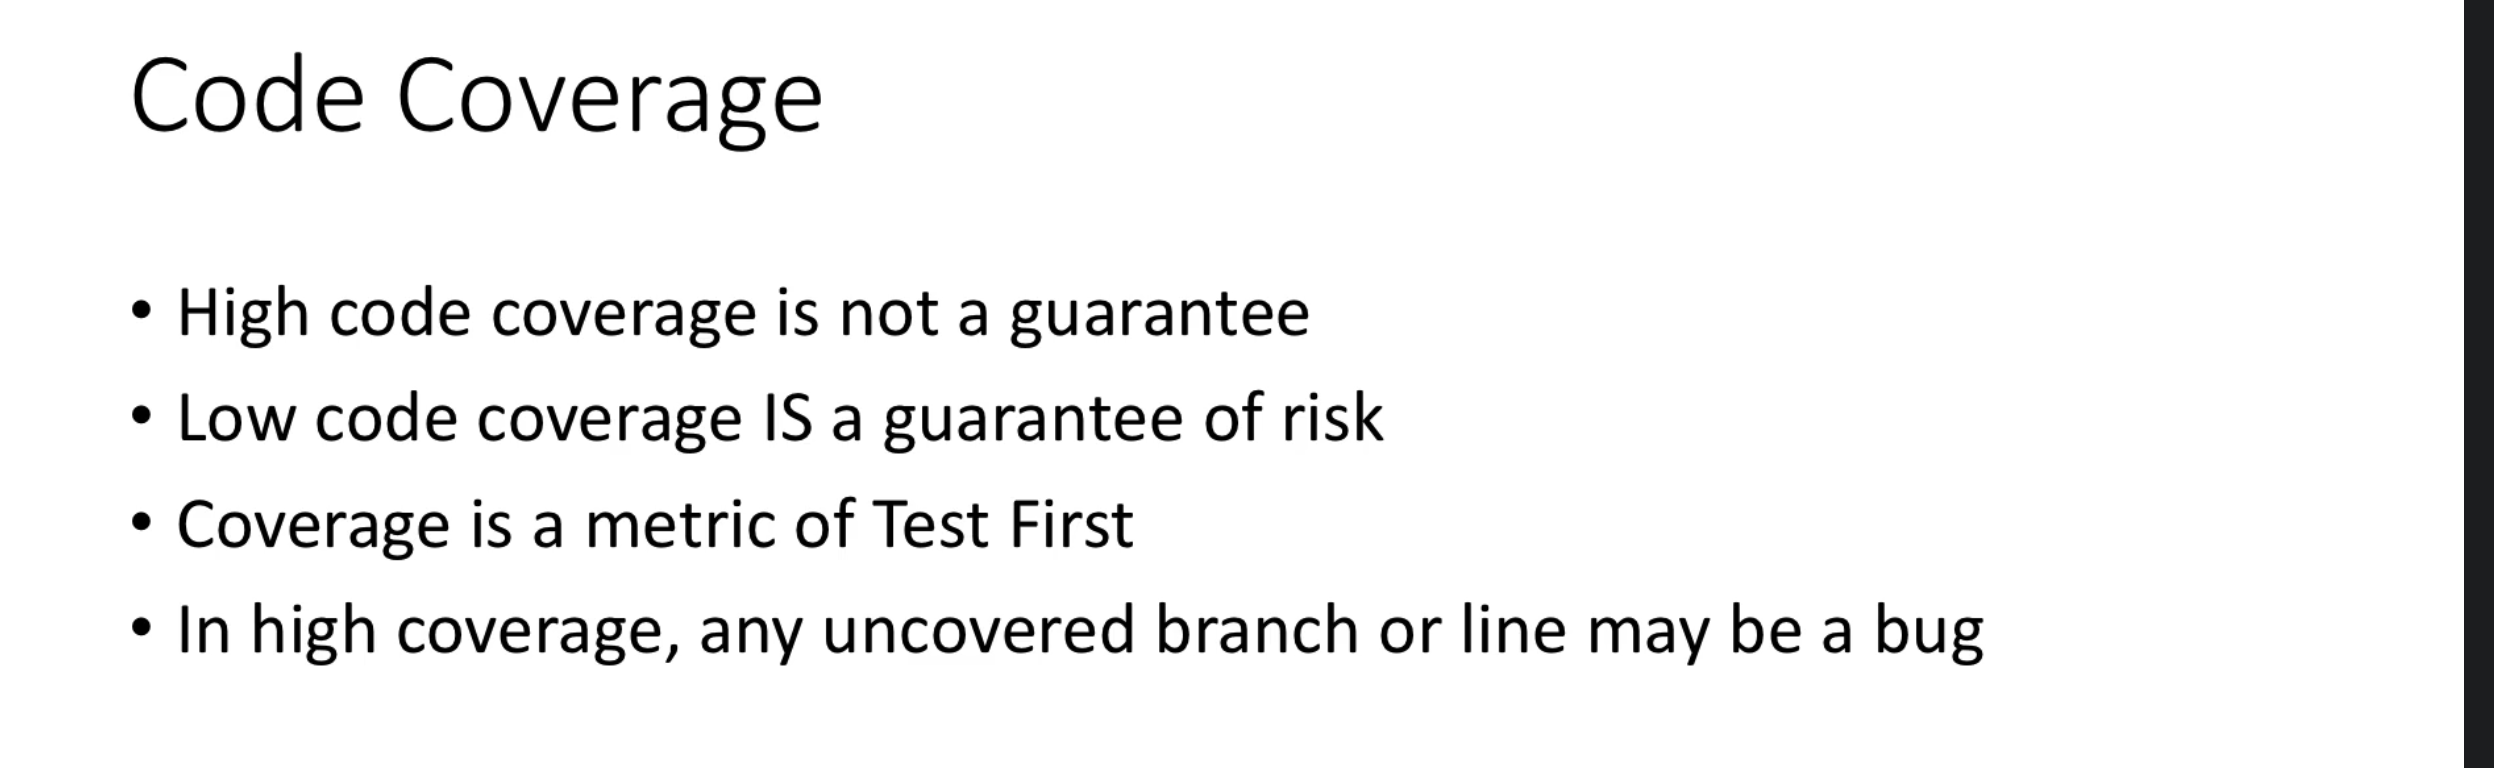 Code Coverage
• High code coverage is not a guarantee
• Low code coverage IS a guarantee of risk
• Coverage is a metric of Test First
• In high coverage, any uncovered branch or line may be a bug